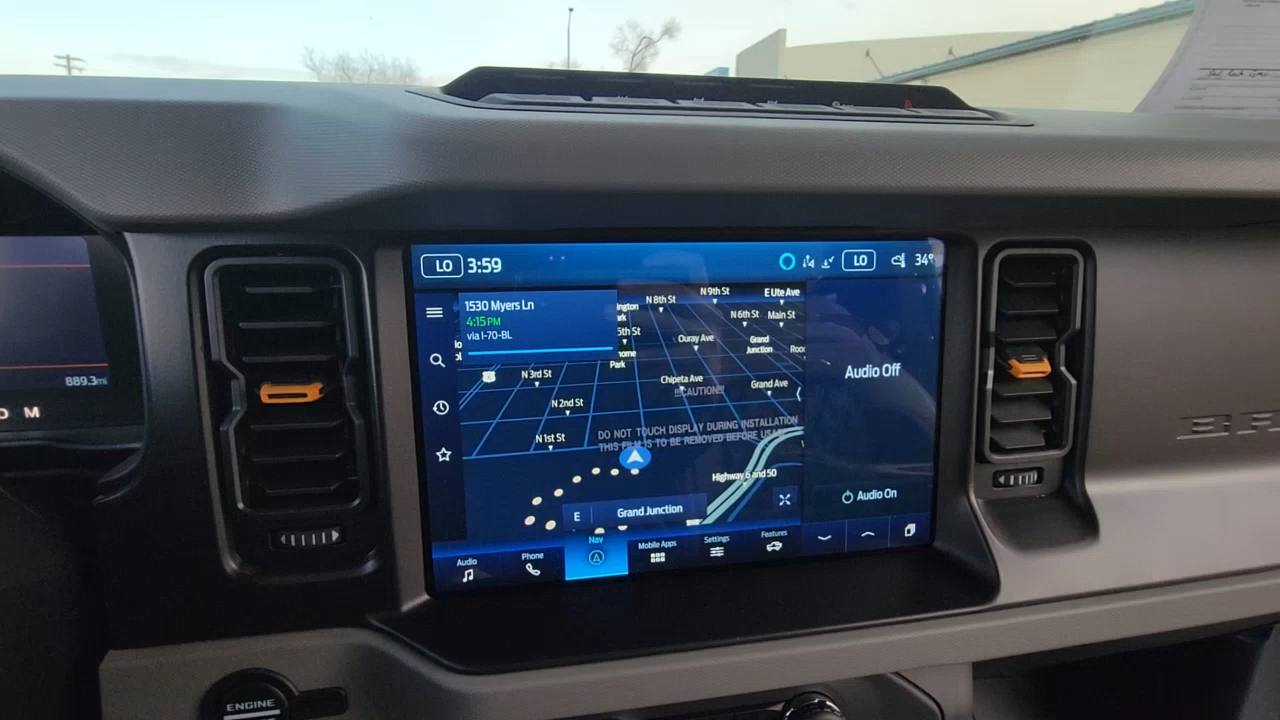 LO 3:59 LO 34°
1530 Myers Ln
4:15 PM
via I-70-BL
N 8th St
N 9th St
E Ute Ave
N 6th St
Main St
5th St
Ouray Ave
Grand
Junction
Park
N 3rd St
Chipeta Ave
Grand Ave
!!!CAUTION!!!
N 2nd St
DO NOT TOUCH DISPLAY DURING INSTALLATION
THIS FILM IS TO BE REMOVED BEFORE USAGE
N 1st St
Highway 6 and 50
E Grand Junction
Audio Off
Audio On
Audio
Phone
Nav
Mobile Apps
Settings
Features
889.3mi
D M
ENGINE